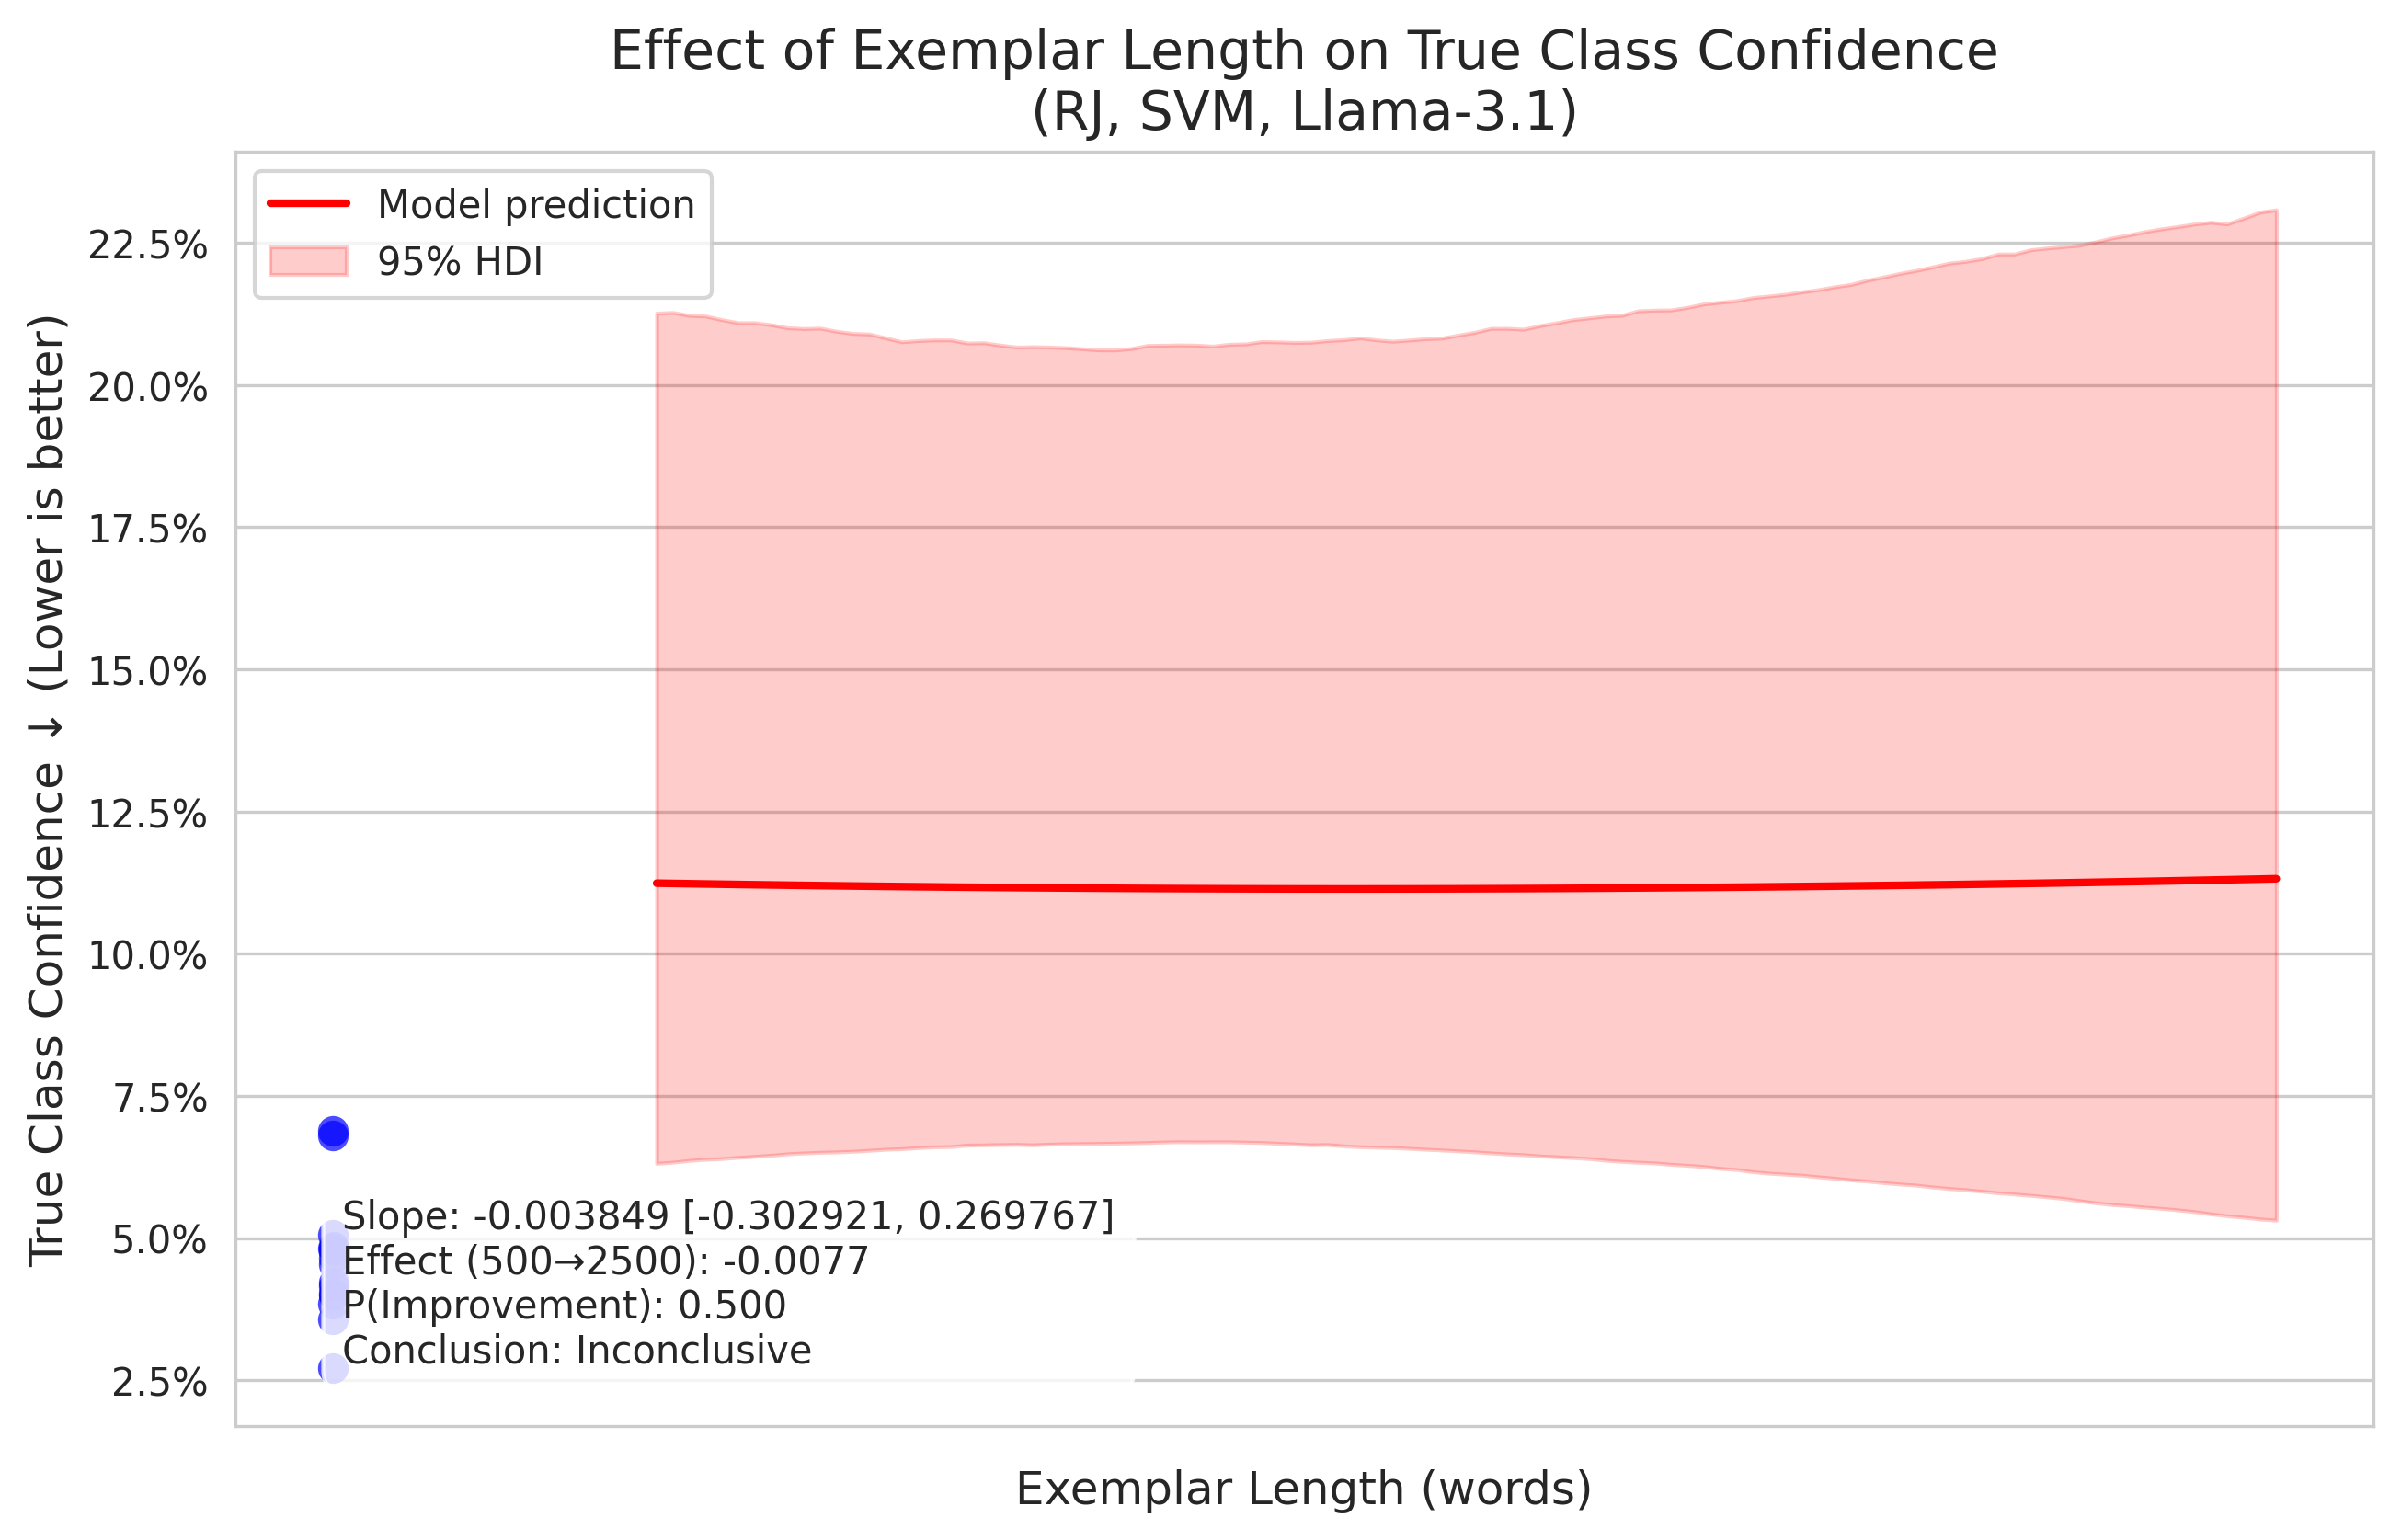 Effect of Exemplar Length on True Class Confidence
(RJ, SVM, Llama-3.1)
Model prediction
95% HDI
22.5%
20.0%
17.5%
15.0%
12.5%
10.0%
7.5%
5.0%
2.5%
True Class Confidence ↓ (Lower is better)
Slope: -0.003849 [-0.302921, 0.269767]
Effect (500→2500): -0.0077
P(Improvement): 0.500
Conclusion: Inconclusive
Exemplar Length (words)